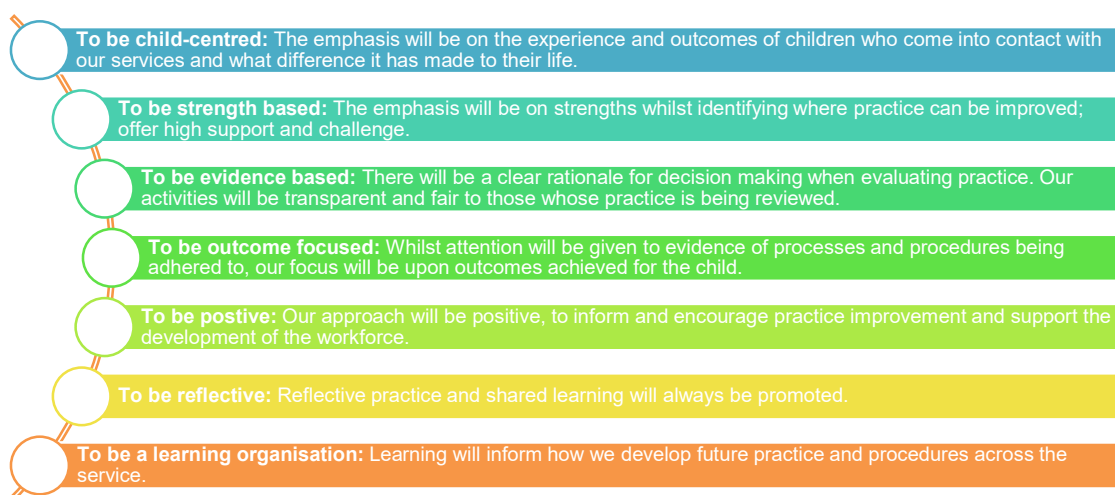 To be child-centred: The emphasis will be on the experience and outcomes of children who come into contact with
our services and what difference it has made to their life.
To be strength based: The emphasis will be on strengths whilst identifying where practice can be improved;
offer high support and challenge.
To be evidence based: There will be a clear rationale for decision making when evaluating practice. Our
activities will be transparent and fair to those whose practice is being reviewed.
To be outcome focused: Whilst attention will be given to evidence of processes and procedures being
adhered to, our focus will be upon outcomes achieved for the child.
To be postive: Our approach will be positive, to inform and encourage practice improvement and support the
development of the workforce.
To be reflective: Reflective practice and shared learning will always be promoted.
To be a learning organisation: Learning will inform how we develop future practice and procedures across the
service.